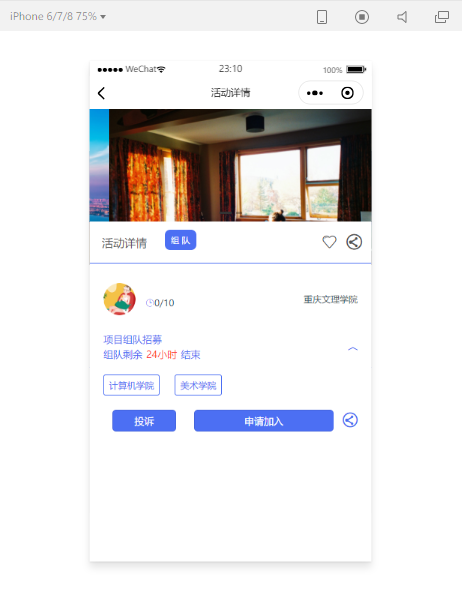 iPhone 6/7/8 75%
WeChat 23:10 100%
活动详情
活动详情 组队
0/10 重庆文理学院
项目组队招募
组队剩余 24小时 结束
计算机学院 美术学院
投诉 申请加入